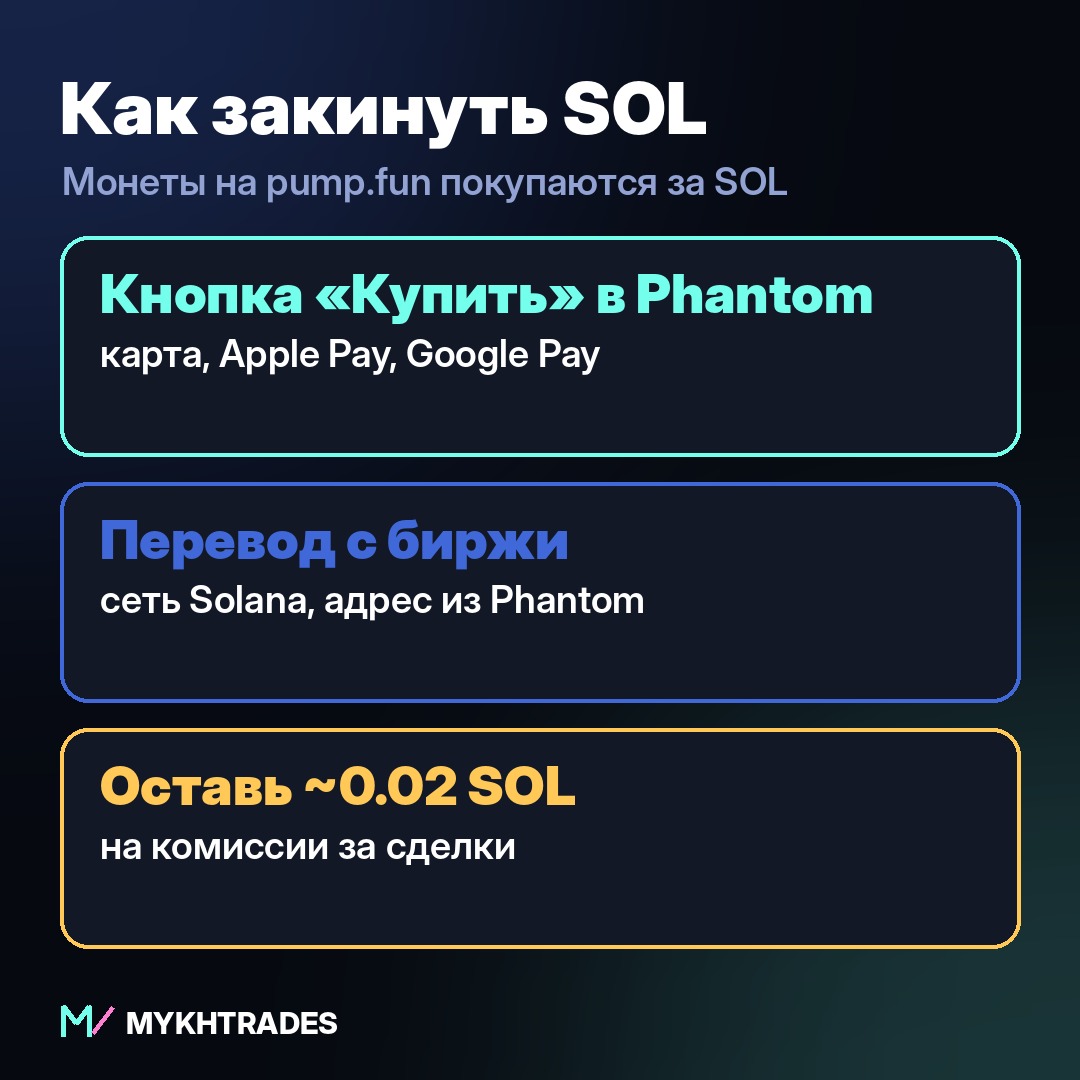 Как закинуть SOL
Монеты на pump.fun покупаются за SOL
Кнопка «Купить» в Phantom
карта, Apple Pay, Google Pay
Перевод с биржи
сеть Solana, адрес из Phantom
Оставь ~0.02 SOL
на комиссии за сделки
M/ MYKHTRADES